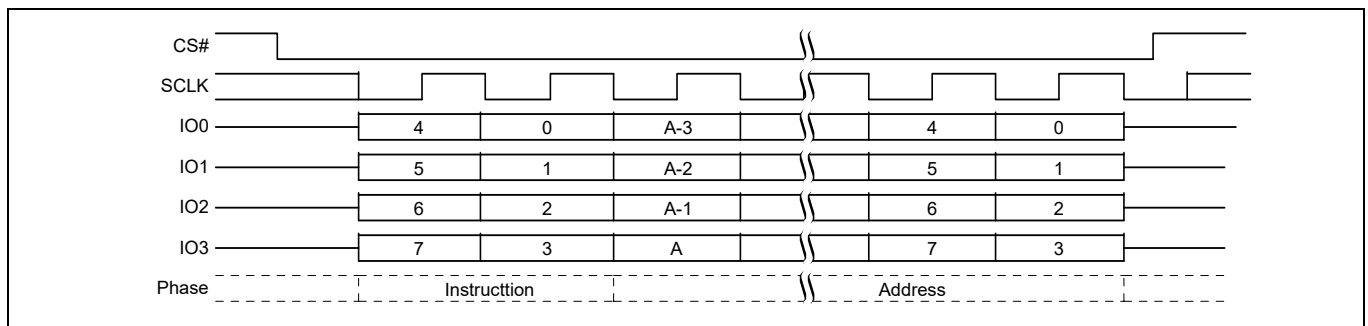 CS#
SCLK
IO0 4 0 A-3 4 0
IO1 5 1 A-2 5 1
IO2 6 2 A-1 6 2
IO3 7 3 A 7 3
Phase Instructtion Address